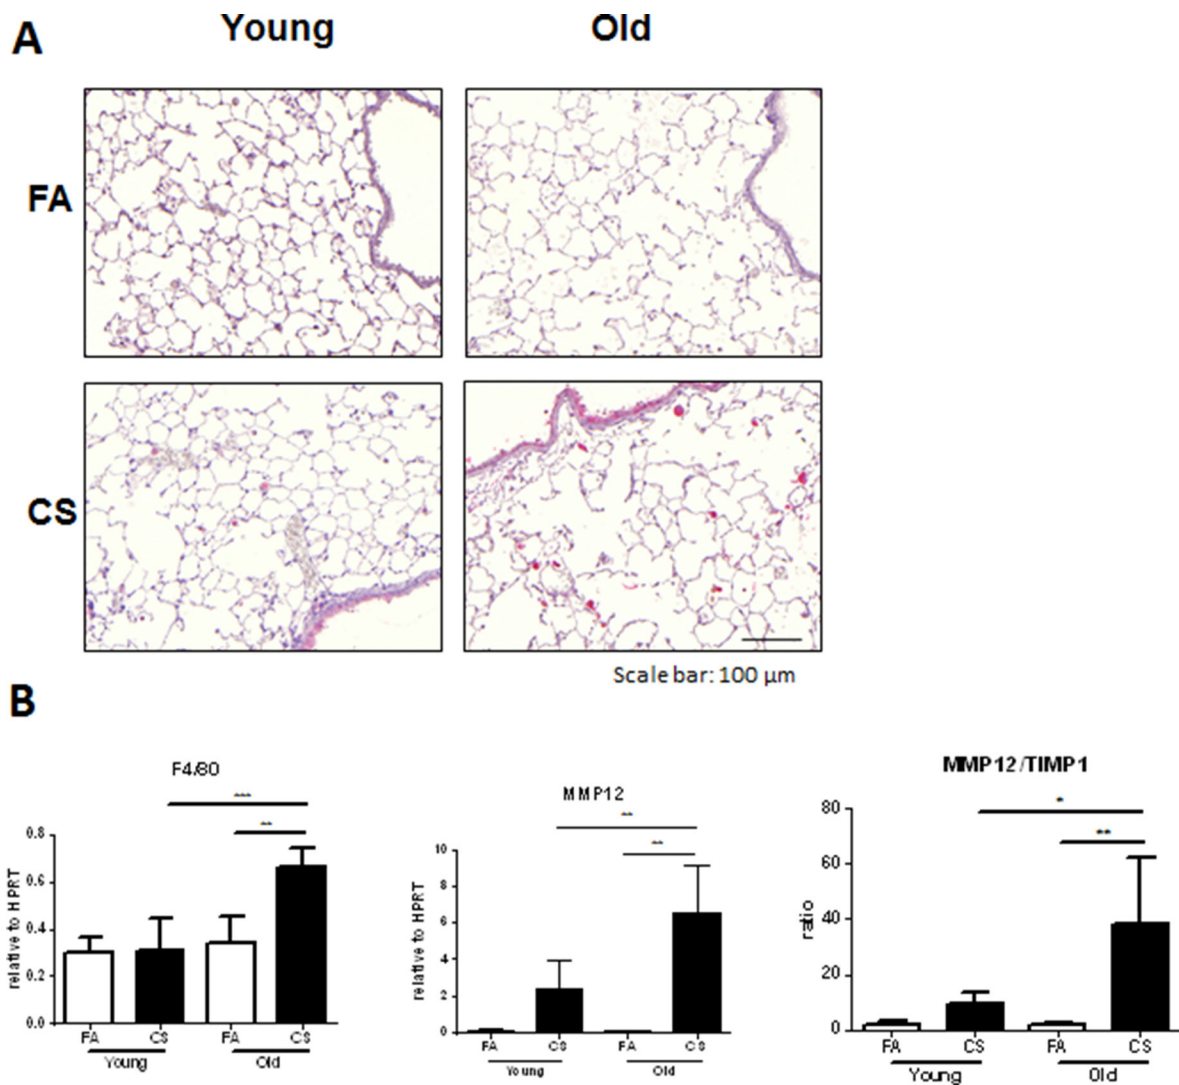 A
Young Old
FA
CS
Scale bar: 100 µm
B
F4/80
***
**
relative to HPRT
0.8
0.6
0.4
0.2
0.0
FA CS FA CS
Young Old
MMP12
**
**
relative to HPRT
10
8
6
4
2
0
FA CS FA CS
Young Old
MMP12/TIMP1
*
**
ratio
80
60
40
20
0
FA CS FA CS
Young Old